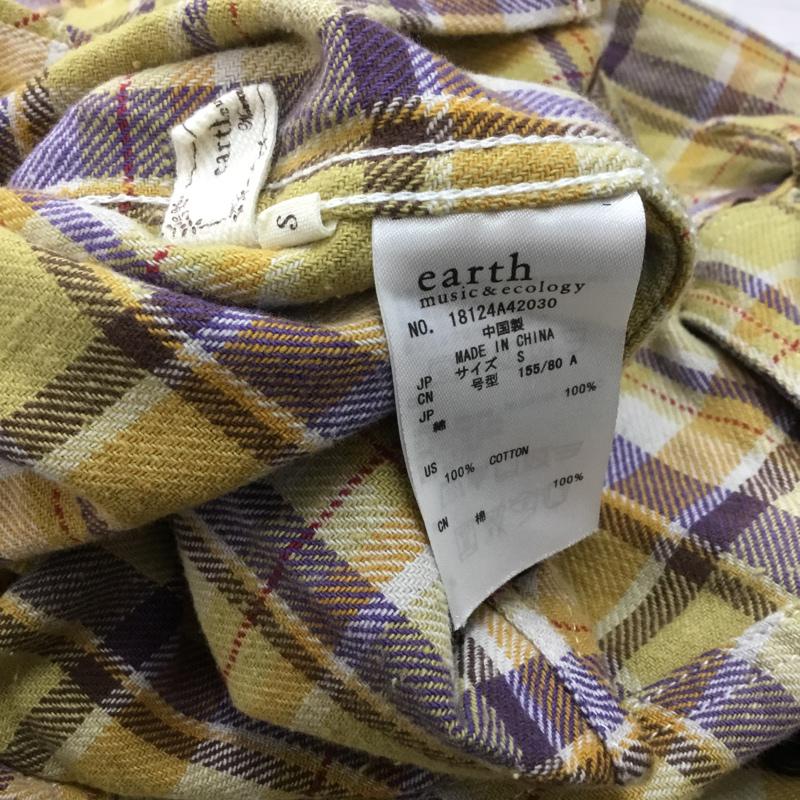 earth
S
earth
music&ecology
NO. 18124A42030
中国製
MADE IN CHINA
JP サイズ S
CN 号型 155/80 A
JP 綿 100%
US 100% COTTON
CN 棉 100%